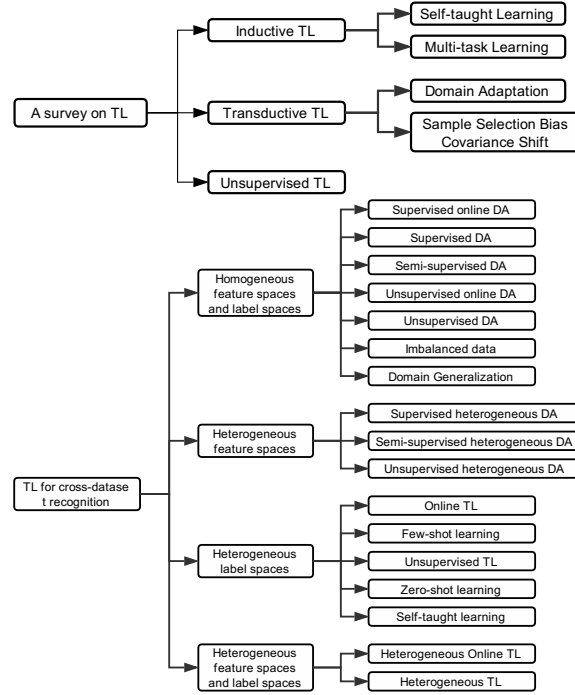 Self-taught Learning
Inductive TL
Multi-task Learning
Domain Adaptation
A survey on TL
Transductive TL
Sample Selection Bias
Covariance Shift
Unsupervised TL
Supervised online DA
Supervised DA
Semi-supervised DA
Homogeneous
feature spaces
and label spaces
Unsupervised online DA
Unsupervised DA
Imbalanced data
Domain Generalization
Supervised heterogeneous DA
Heterogeneous
feature spaces
Semi-supervised heterogeneous DA
Unsupervised heterogeneous DA
TL for cross-datase
t recognition
Online TL
Few-shot learning
Heterogeneous
label spaces
Unsupervised TL
Zero-shot learning
Self-taught learning
Heterogeneous
feature spaces
and label spaces
Heterogeneous Online TL
Heterogeneous TL